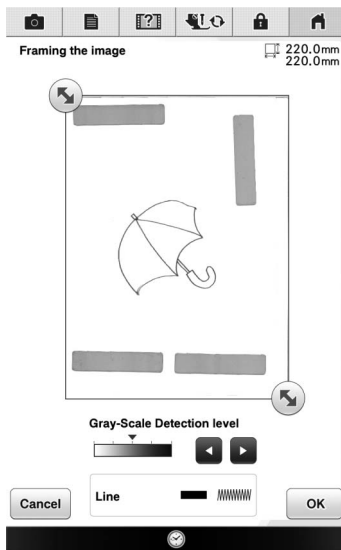 Framing the image
220.0mm
220.0mm
Gray-Scale Detection level
Line
Cancel
OK